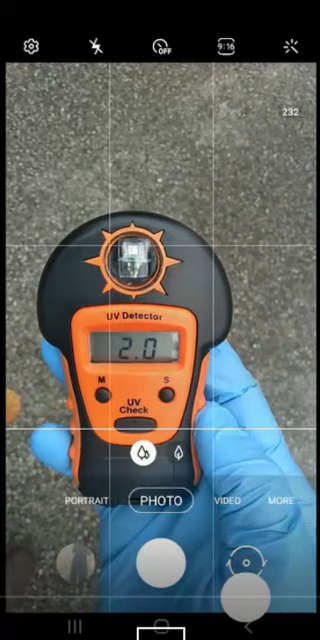 OFF
9:16
232
UV Detector
2.0
M
S
UV
Check
PORTRAIT
PHOTO
VIDEO
MORE